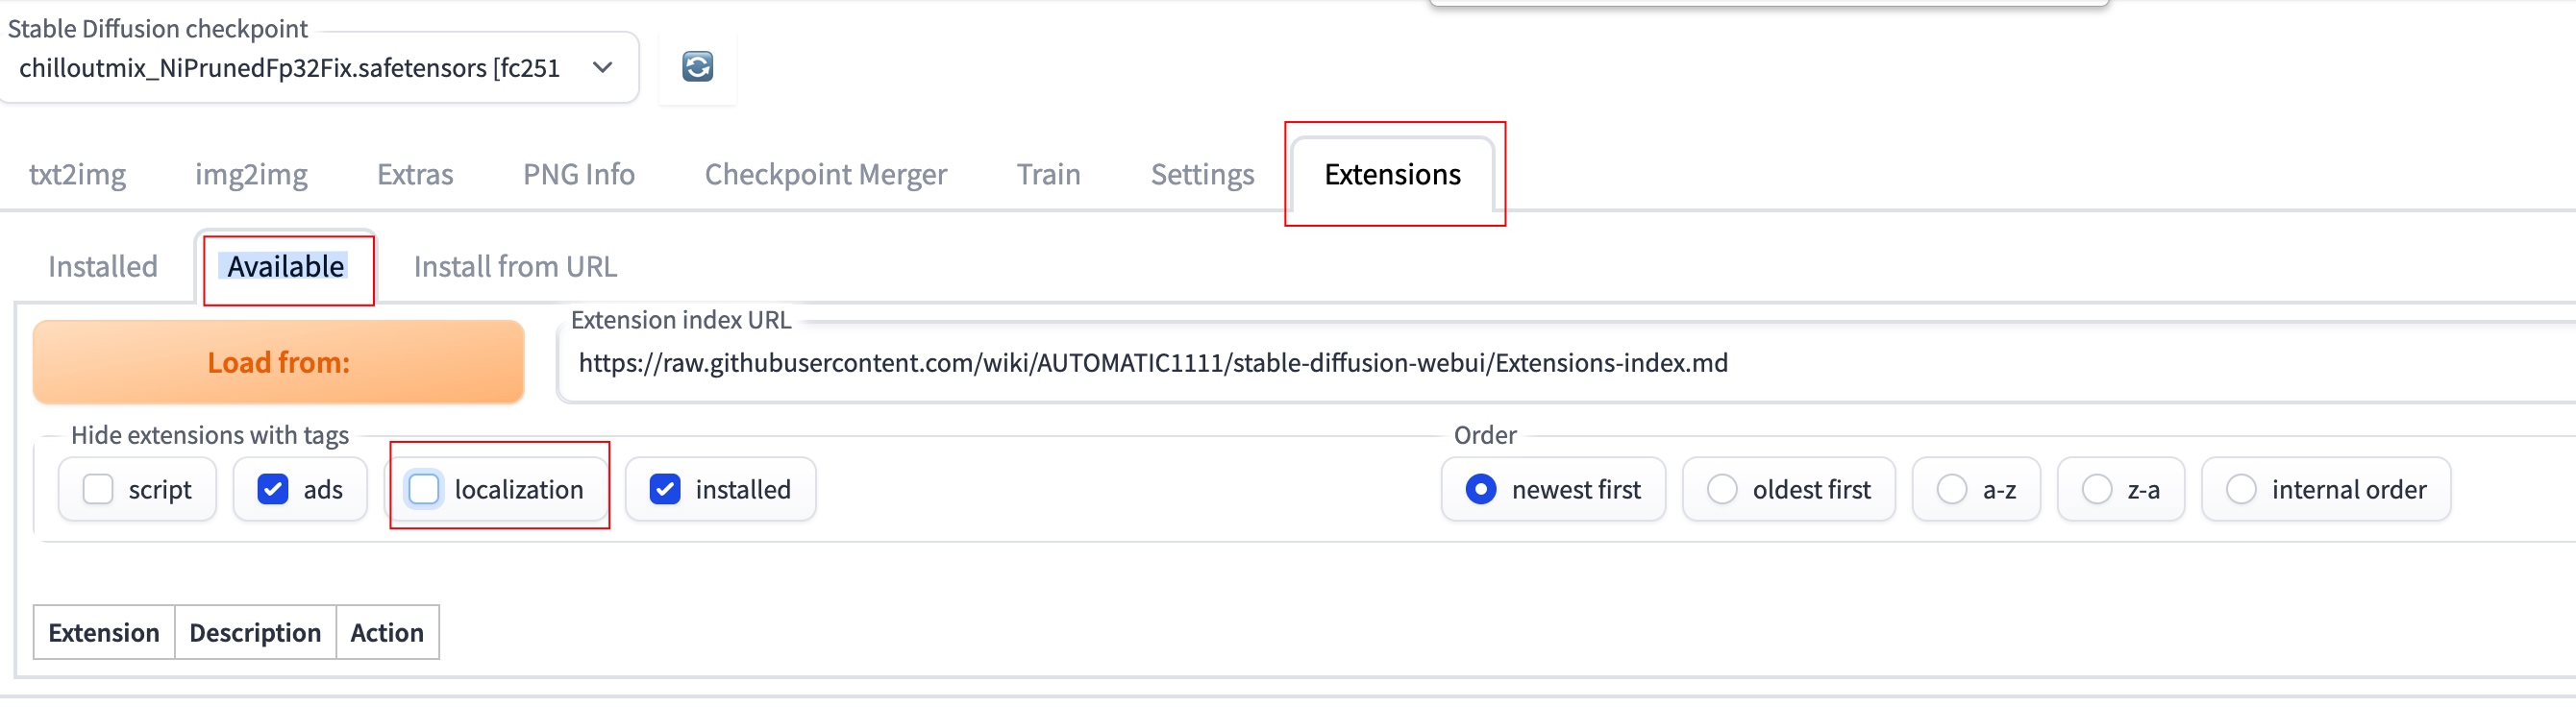 Stable Diffusion checkpoint
chilloutmix_NiPrunedFp32Fix.safetensors [fc251
txt2img img2img Extras PNG Info Checkpoint Merger Train Settings Extensions
Installed Available Install from URL
Load from:
Extension index URL
https://raw.githubusercontent.com/wiki/AUTOMATIC1111/stable-diffusion-webui/Extensions-index.md
Hide extensions with tags
script ads localization installed
Order
newest first oldest first a-z z-a internal order
Extension Description Action